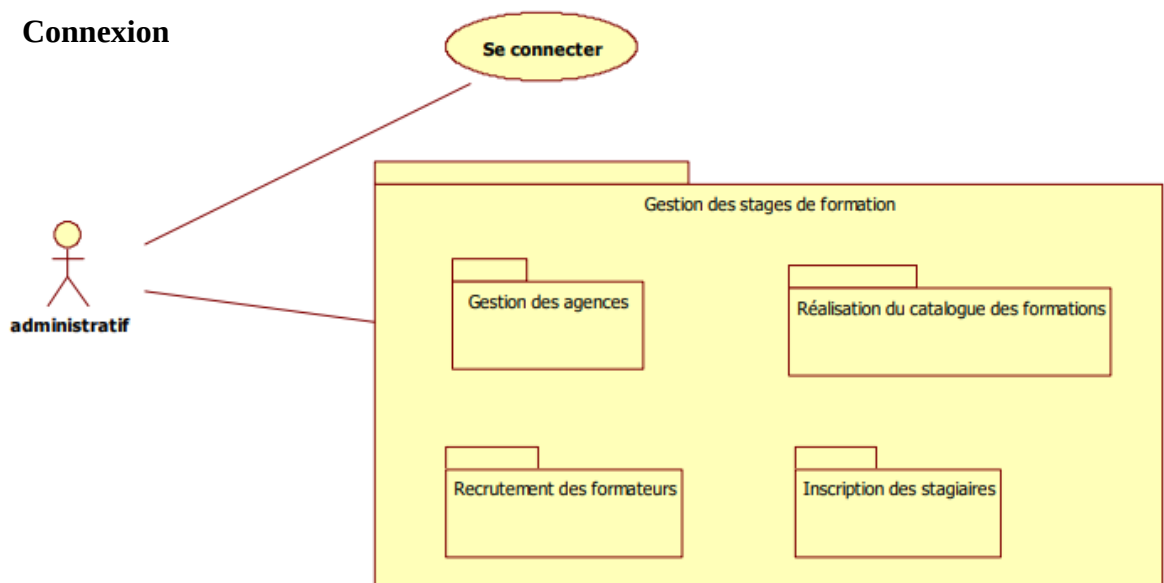 Connexion
Se connecter
Gestion des stages de formation
Gestion des agences
Réalisation du catalogue des formations
administratif
Recrutement des formateurs
Inscription des stagiaires